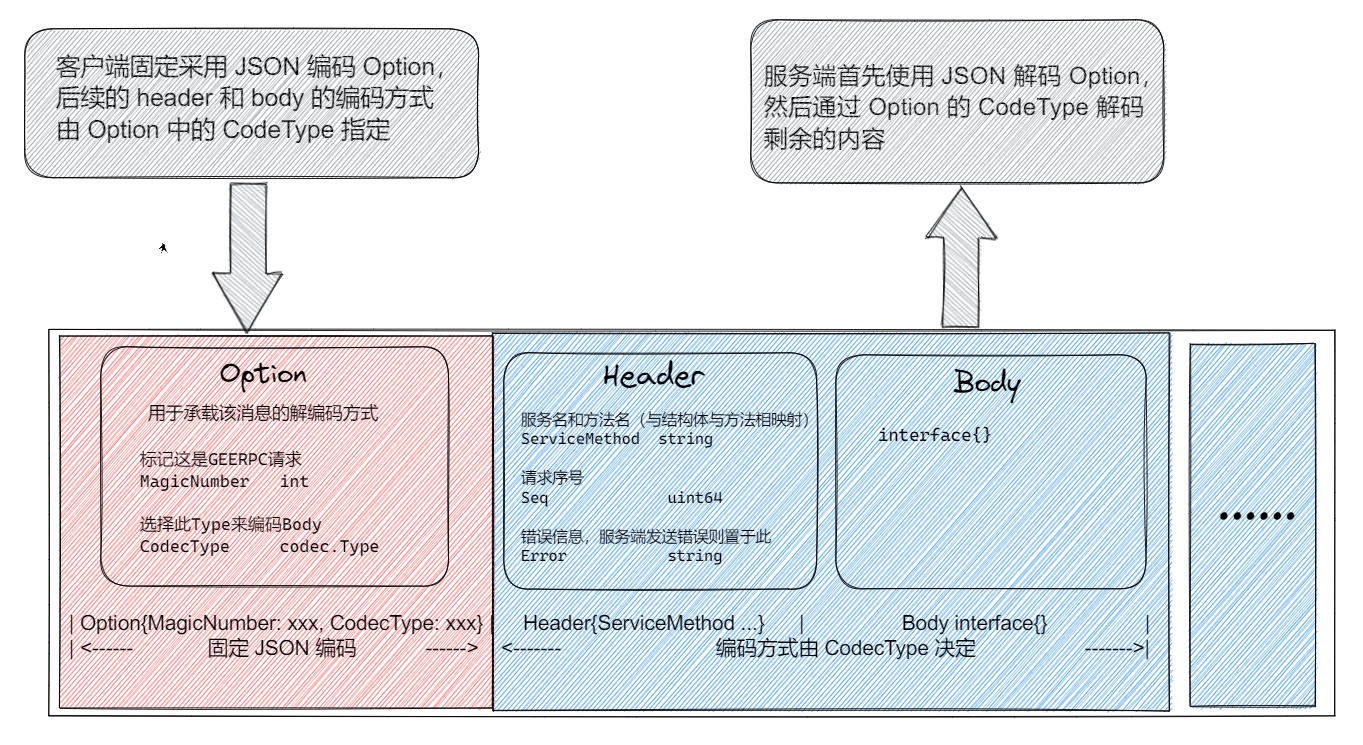 客户端固定采用 JSON 编码 Option，
后续的 header 和 body 的编码方式
由 Option 中的 CodeType 指定
服务端首先使用 JSON 解码 Option，
然后通过 Option 的 CodeType 解码
剩余的内容
Option
用于承载该消息的解编码方式
标记这是GEERPC请求
MagicNumber int
选择此Type来编码Body
CodecType codec.Type
Header
服务名和方法名（与结构体与方法相映射）
ServiceMethod string
请求序号
Seq uint64
错误信息，服务端发送错误则置于此
Error string
Body
interface{}
......
| Option{MagicNumber: xxx, CodecType: xxx} | Header{ServiceMethod ...} | Body interface{} |
| <------ 固定 JSON 编码 ------> <------- 编码方式由 CodecType 决定 ------->|